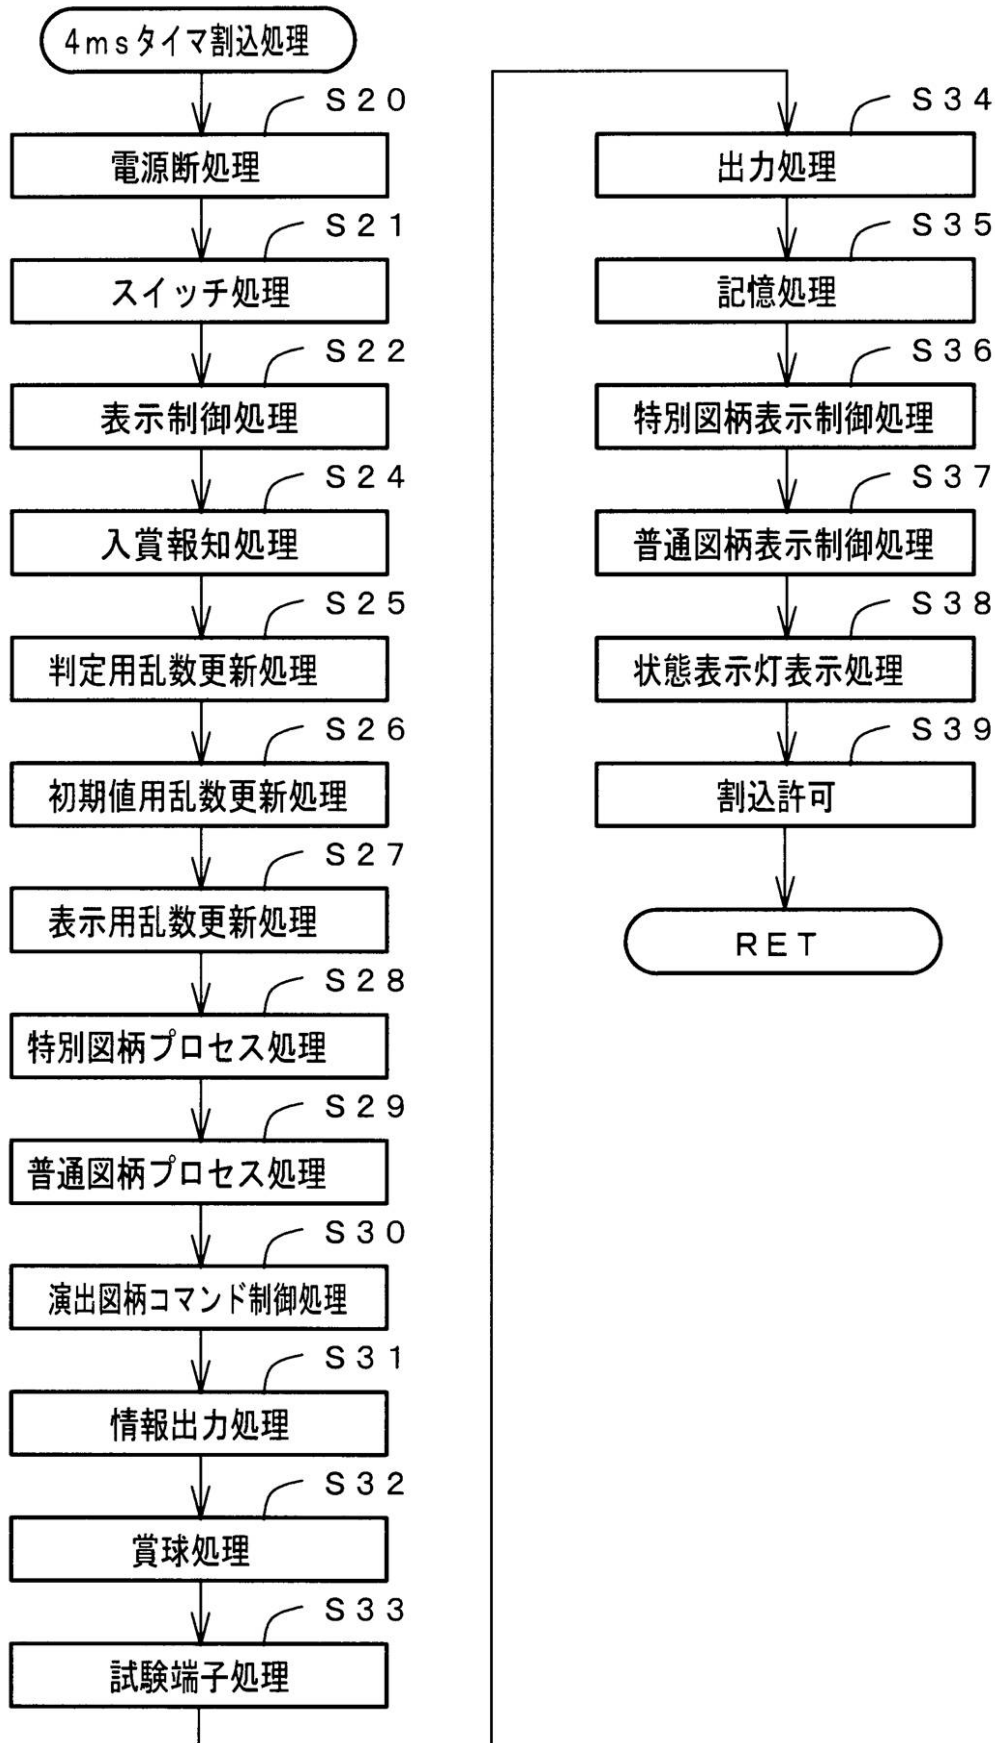 4msタイマ割込処理
S20
電源断処理
S21
スイッチ処理
S22
表示制御処理
S24
入賞報知処理
S25
判定用乱数更新処理
S26
初期値用乱数更新処理
S27
表示用乱数更新処理
S28
特別図柄プロセス処理
S29
普通図柄プロセス処理
S30
演出図柄コマンド制御処理
S31
情報出力処理
S32
賞球処理
S33
試験端子処理
S34
出力処理
S35
記憶処理
S36
特別図柄表示制御処理
S37
普通図柄表示制御処理
S38
状態表示灯表示処理
S39
割込許可
RET